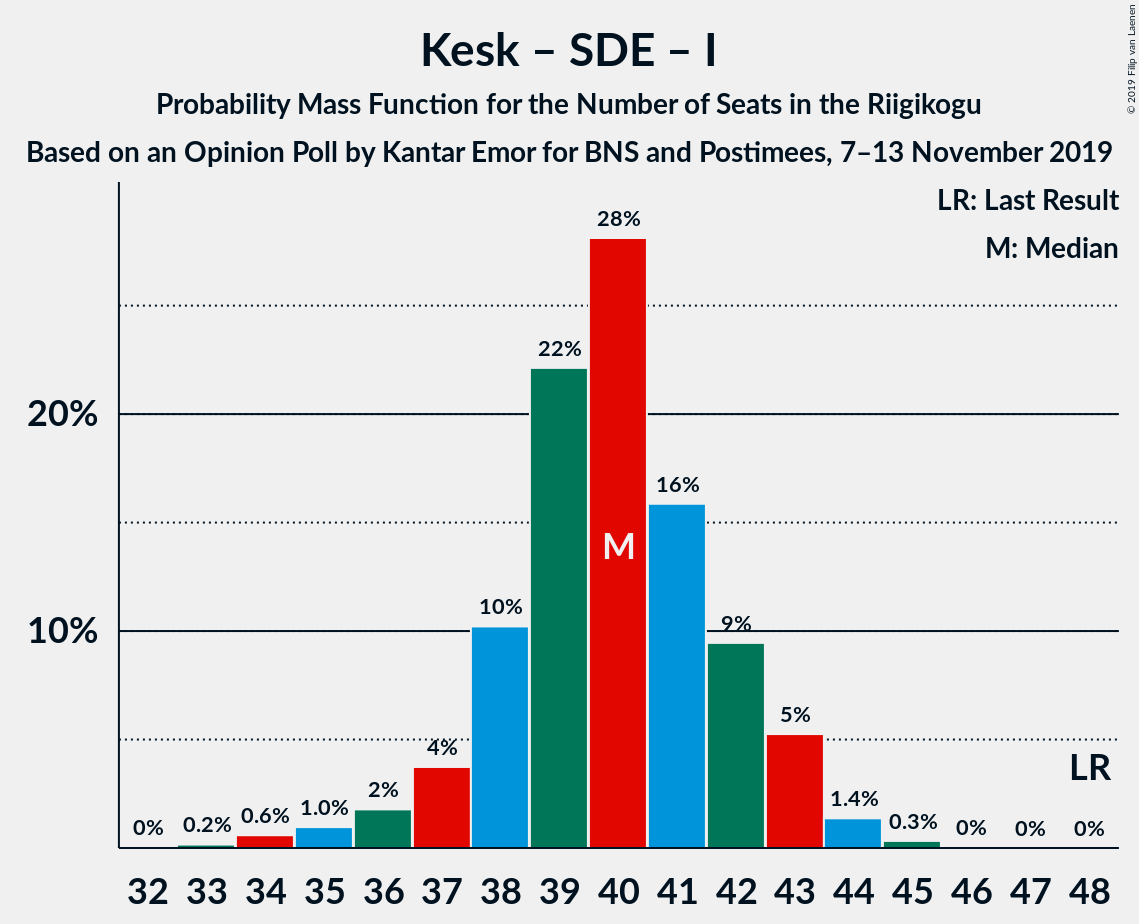 Kesk – SDE – I
Probability Mass Function for the Number of Seats in the Riigikogu
Based on an Opinion Poll by Kantar Emor for BNS and Postimees, 7–13 November 2019
© 2019 Filip van Laenen
LR: Last Result
M: Median
20%
10%
0%
0.2%
0.6%
1.0%
2%
4%
10%
22%
28%
16%
9%
5%
1.4%
0.3%
0%
0%
0%
M
LR
32 33 34 35 36 37 38 39 40 41 42 43 44 45 46 47 48